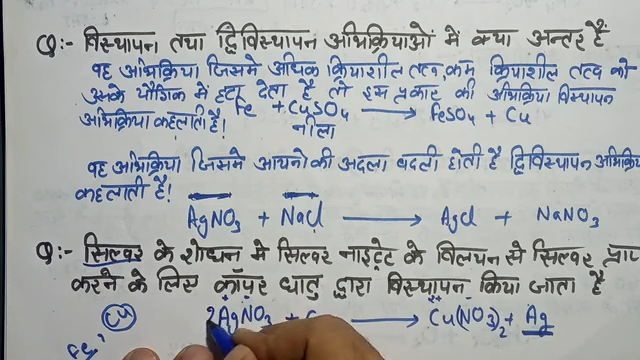 Q:- विस्थापन तथा द्विविस्थापन अभिक्रियाओं में क्या अन्तर है
वह अभिक्रिया जिसमे अधिक क्रियाशील तत्व कम क्रियाशील तत्व को
उसके यौगिक में हटा देता है तो इस प्रकार की अभिक्रिया विस्थापन
अभिक्रिया कहलाती है! Fe + CuSO₄ ⟶ FeSO₄ + Cu
नीला
वह अभिक्रिया जिसमे आयनो की अदला बदली होती है द्विविस्थापन अभिक्रि
कहलाती है!
AgNO₃ + NaCl ⟶ AgCl + NaNO₃
Q:- सिल्वर के शोधन मे सिल्वर नाइट्रेट के विलयन से सिल्वर प्राप
करने के लिस कॉपर धातु द्वारा विस्थापन किया जाता है
Cu 2AgNO₃ + C ⟶ Cu(NO₃)₂ + Ag